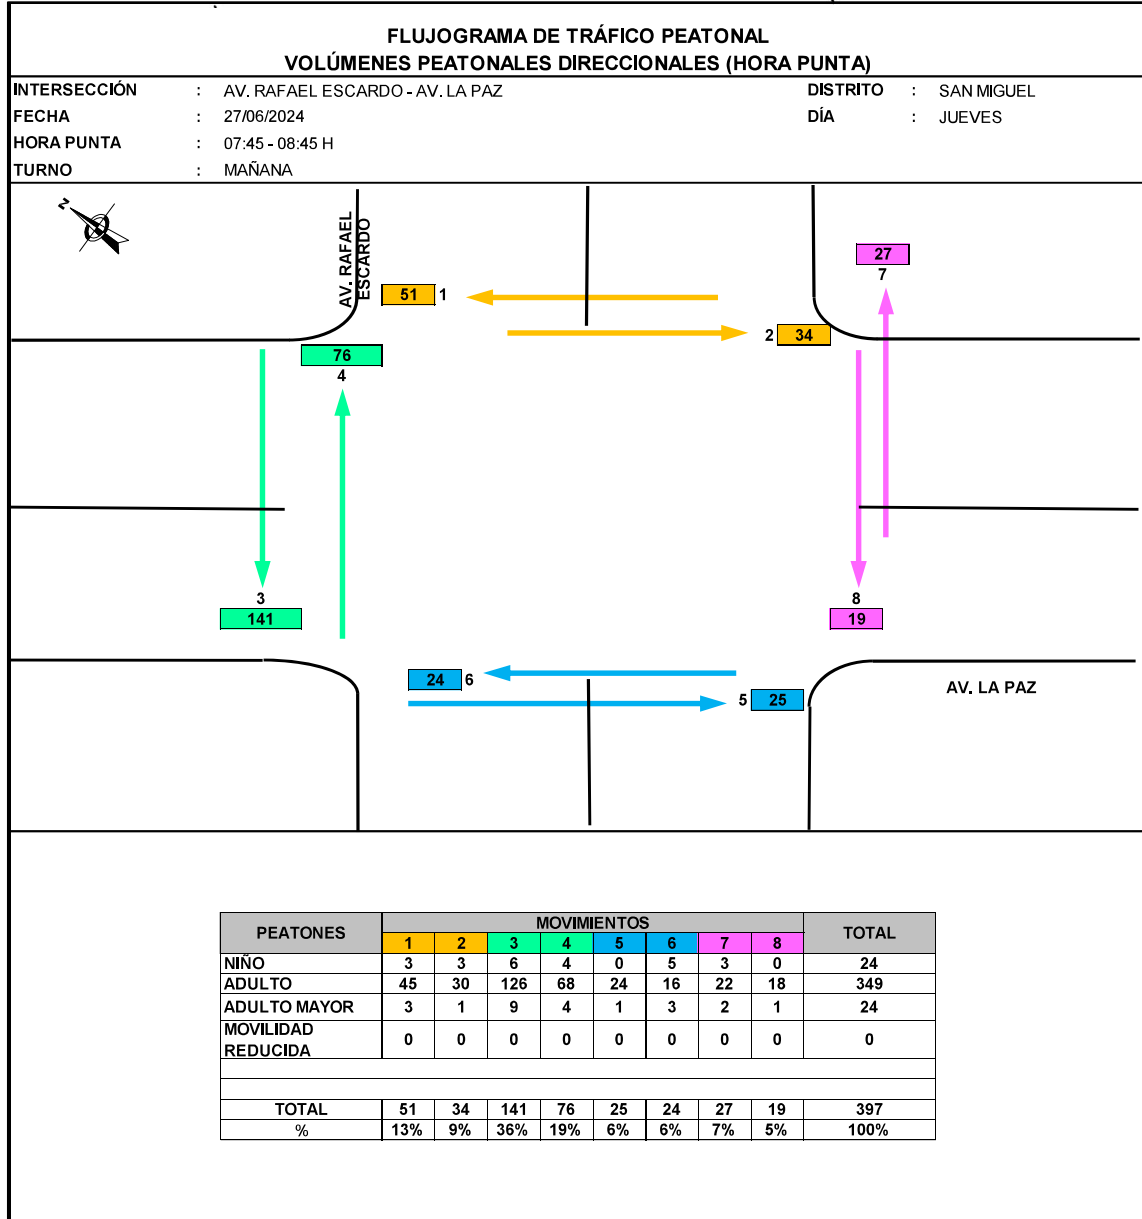 FLUJOGRAMA DE TRÁFICO PEATONAL
VOLÚMENES PEATONALES DIRECCIONALES (HORA PUNTA)
INTERSECCIÓN : AV. RAFAEL ESCARDO - AV. LA PAZ DISTRITO : SAN MIGUEL
FECHA : 27/06/2024 DÍA : JUEVES
HORA PUNTA : 07:45 - 08:45 H
TURNO : MAÑANA
N
AV. RAFAEL
ESCARDO
27
7
51 1
2 34
76
4
3
141
8
19
24 6
5 25
AV. LA PAZ
PEATONES MOVIMIENTOS TOTAL
1 2 3 4 5 6 7 8
NIÑO 3 3 6 4 0 5 3 0 24
ADULTO 45 30 126 68 24 16 22 18 349
ADULTO MAYOR 3 1 9 4 1 3 2 1 24
MOVILIDAD
REDUCIDA 0 0 0 0 0 0 0 0 0
TOTAL 51 34 141 76 25 24 27 19 397
% 13% 9% 36% 19% 6% 6% 7% 5% 100%